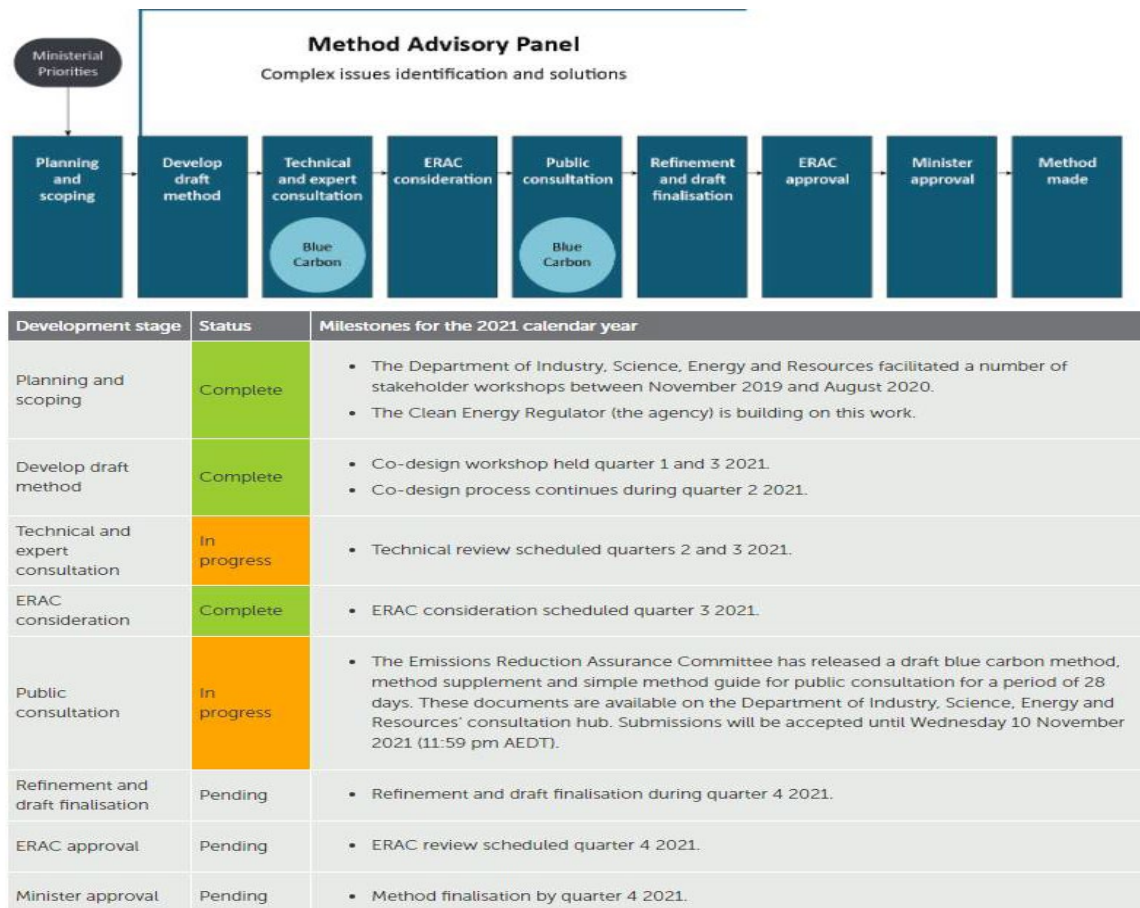 Method Advisory Panel
Complex issues identification and solutions
Ministerial
Priorities
Planning
and
scoping
Develop
draft
method
Technical
and expert
consultation
Blue
Carbon
ERAC
consideration
Public
consultation
Blue
Carbon
Refinement
and draft
finalisation
ERAC
approval
Minister
approval
Method
made
Development stage Status Milestones for the 2021 calendar year
Planning and
scoping
Complete
• The Department of Industry, Science, Energy and Resources facilitated a number of
stakeholder workshops between November 2019 and August 2020.
• The Clean Energy Regulator (the agency) is building on this work.
Develop draft
method
Complete
• Co-design workshop held quarter 1 and 3 2021.
• Co-design process continues during quarter 2 2021.
Technical and
expert
consultation
In
progress
• Technical review scheduled quarters 2 and 3 2021.
ERAC
consideration
Complete
• ERAC consideration scheduled quarter 3 2021.
Public
consultation
In
progress
• The Emissions Reduction Assurance Committee has released a draft blue carbon method,
method supplement and simple method guide for public consultation for a period of 28
days. These documents are available on the Department of Industry, Science, Energy and
Resources' consultation hub. Submissions will be accepted until Wednesday 10 November
2021 (11:59 pm AEDT).
Refinement and
draft finalisation
Pending
• Refinement and draft finalisation during quarter 4 2021.
ERAC approval
Pending
• ERAC review scheduled quarter 4 2021.
Minister approval
Pending
• Method finalisation by quarter 4 2021.